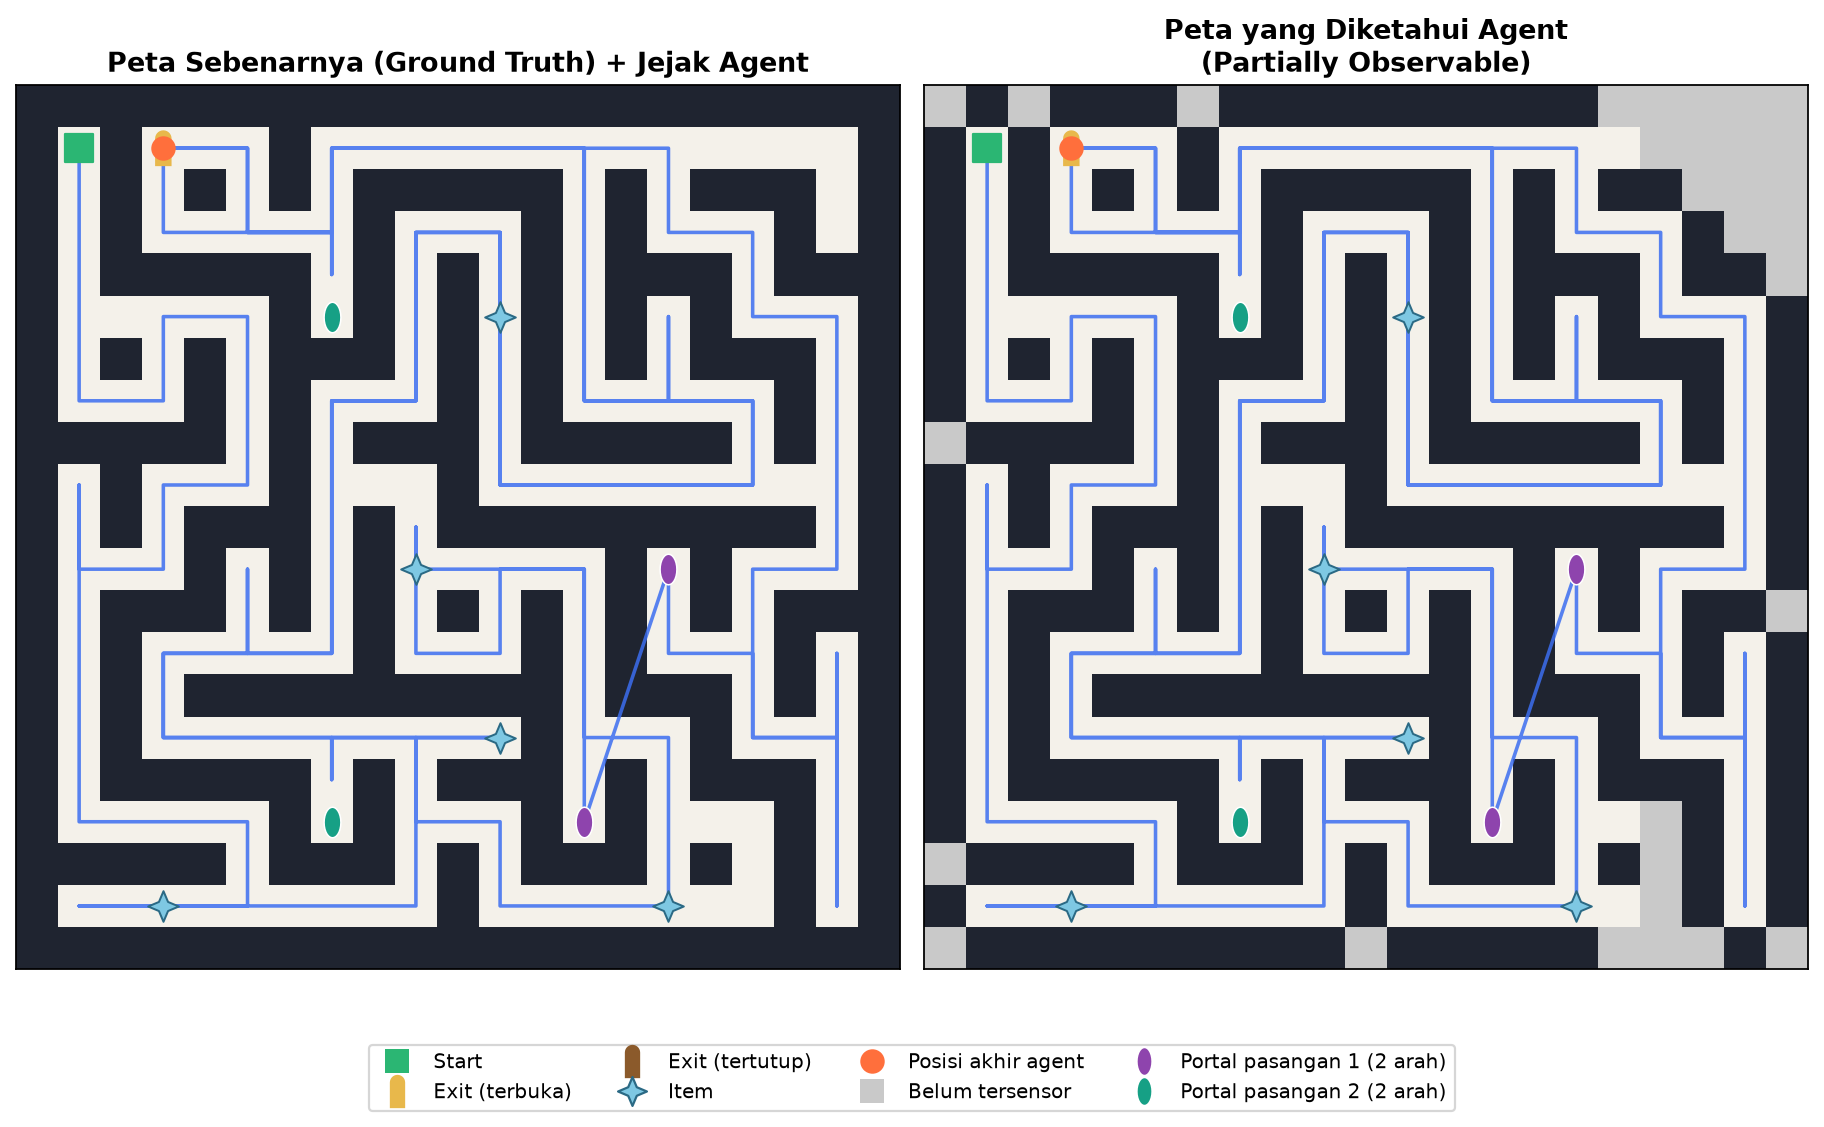 Peta Sebenarnya (Ground Truth) + Jejak Agent
Peta yang Diketahui Agent
(Partially Observable)
Start
Exit (terbuka)
Exit (tertutup)
Item
Posisi akhir agent
Belum tersensor
Portal pasangan 1 (2 arah)
Portal pasangan 2 (2 arah)